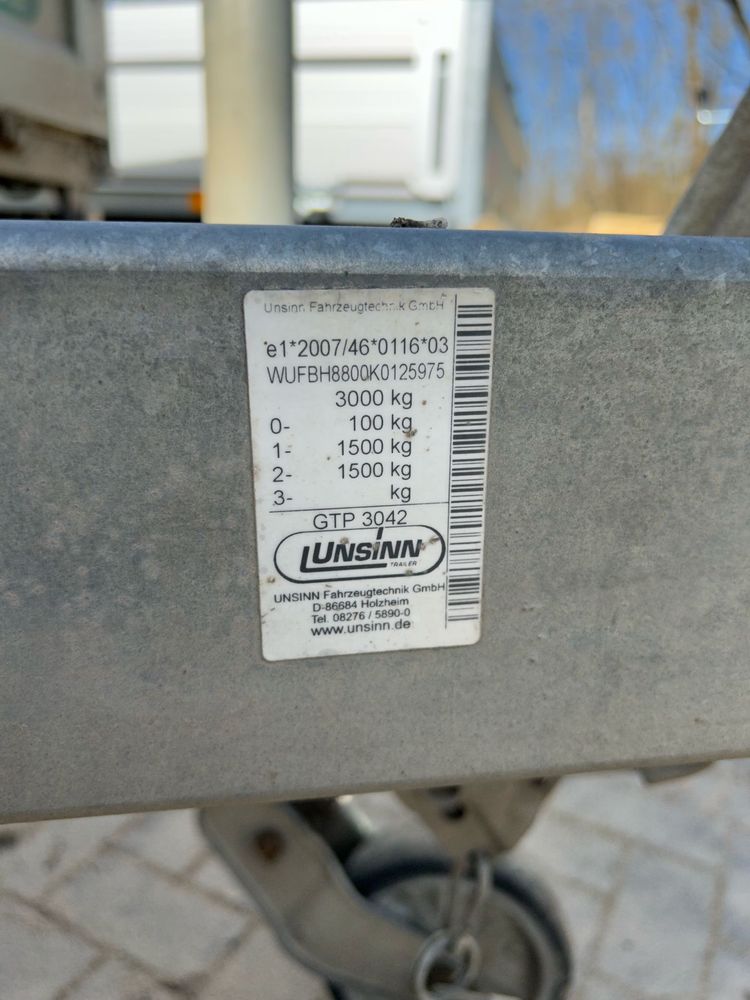 Unsinn Fahrzeugtechnik GmbH
e1*2007/46*0116*03
WUFBH8800K0125975
3000 kg
0- 100 kg
1- 1500 kg
2- 1500 kg
3- kg
GTP 3042
UNSINN
TRAILER
UNSINN Fahrzeugtechnik GmbH
D-86684 Holzheim
Tel. 08276 / 5890-0
www.unsinn.de